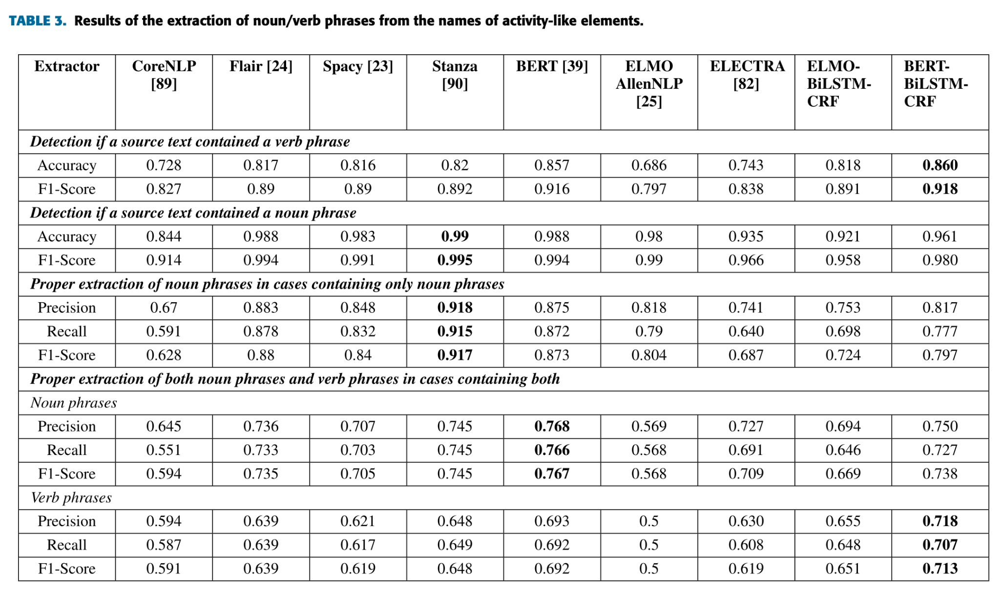 TABLE 3. Results of the extraction of noun/verb phrases from the names of activity-like elements.
Extractor CoreNLP [89] Flair [24] Spacy [23] Stanza [90] BERT [39] ELMO AllenNLP [25] ELECTRA [82] ELMO-BiLSTM-CRF BERT-BiLSTM-CRF
Detection if a source text contained a verb phrase
Accuracy 0.728 0.817 0.816 0.82 0.857 0.686 0.743 0.818 0.860
F1-Score 0.827 0.89 0.89 0.892 0.916 0.797 0.838 0.891 0.918
Detection if a source text contained a noun phrase
Accuracy 0.844 0.988 0.983 0.99 0.988 0.98 0.935 0.921 0.961
F1-Score 0.914 0.994 0.991 0.995 0.994 0.99 0.966 0.958 0.980
Proper extraction of noun phrases in cases containing only noun phrases
Precision 0.67 0.883 0.848 0.918 0.875 0.818 0.741 0.753 0.817
Recall 0.591 0.878 0.832 0.915 0.872 0.79 0.640 0.698 0.777
F1-Score 0.628 0.88 0.84 0.917 0.873 0.804 0.687 0.724 0.797
Proper extraction of both noun phrases and verb phrases in cases containing both
Noun phrases
Precision 0.645 0.736 0.707 0.745 0.768 0.569 0.727 0.694 0.750
Recall 0.551 0.733 0.703 0.745 0.766 0.568 0.691 0.646 0.727
F1-Score 0.594 0.735 0.705 0.745 0.767 0.568 0.709 0.669 0.738
Verb phrases
Precision 0.594 0.639 0.621 0.648 0.693 0.5 0.630 0.655 0.718
Recall 0.587 0.639 0.617 0.649 0.692 0.5 0.608 0.648 0.707
F1-Score 0.591 0.639 0.619 0.648 0.692 0.5 0.619 0.651 0.713